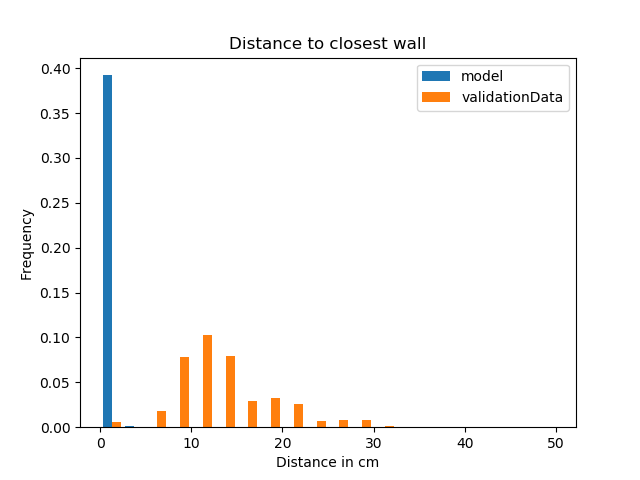 Distance to closest wall
model
validationData
0.40
0.35
0.30
0.25
0.20
0.15
0.10
0.05
0.00
Frequency
0 10 20 30 40 50
Distance in cm